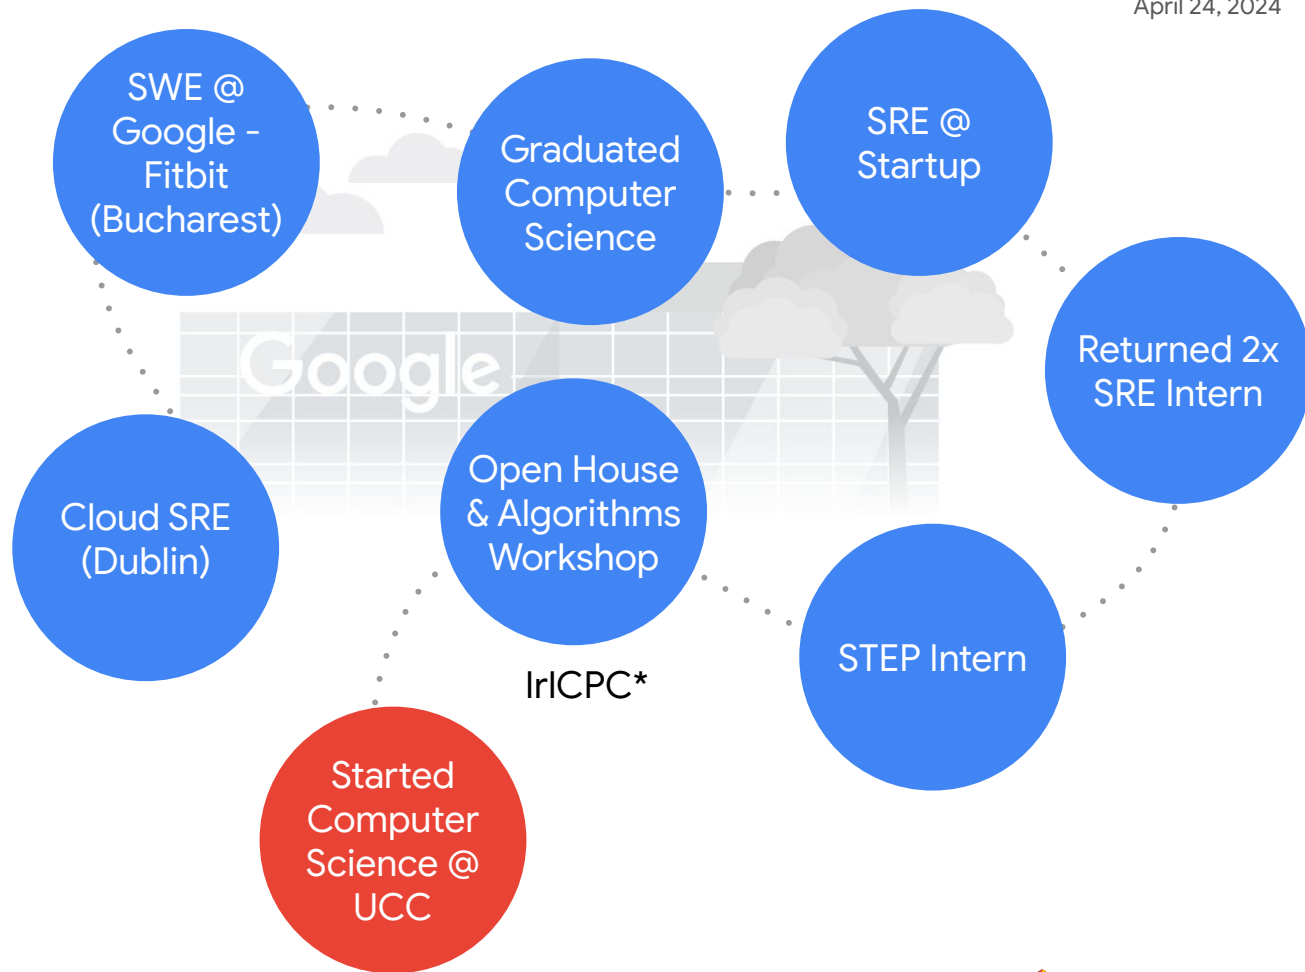 April 24, 2024
SWE @
Google -
Fitbit
(Bucharest)
Graduated
Computer
Science
SRE @
Startup
Returned 2x
SRE Intern
Google
Cloud SRE
(Dublin)
Open House
& Algorithms
Workshop
STEP Intern
IrlCPC*
Started
Computer
Science @
UCC